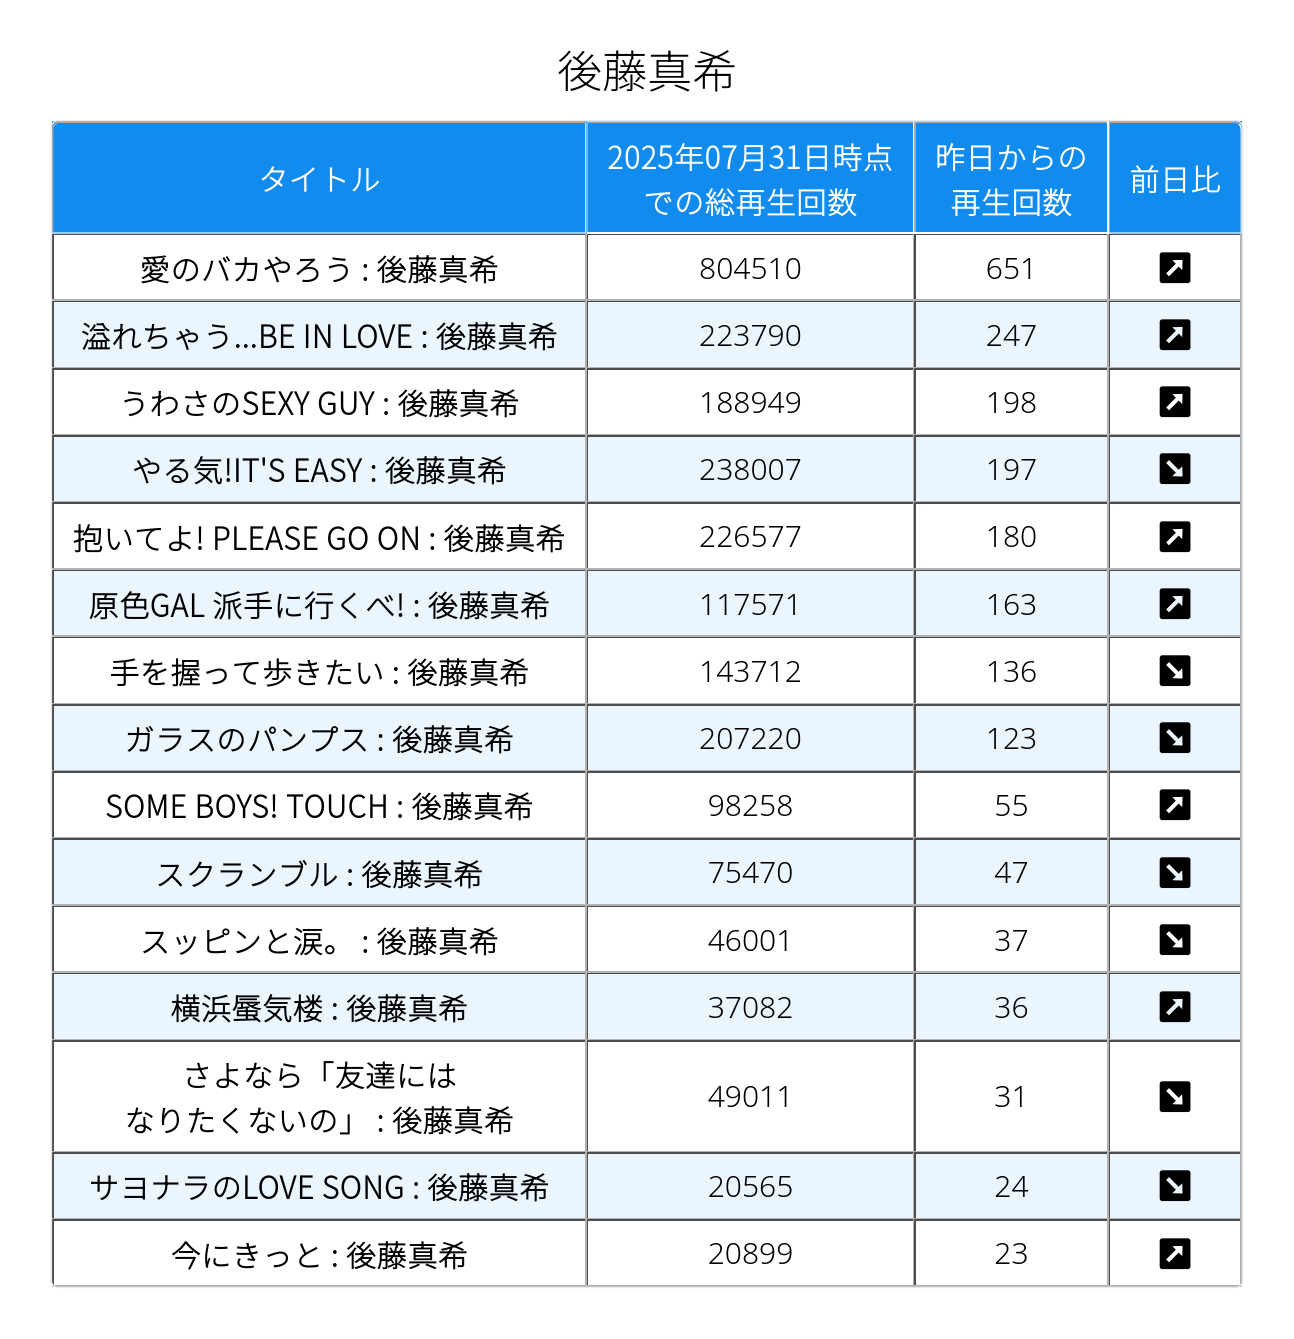 後藤真希
タイトル
2025年07月31日時点
での総再生回数
昨日からの
再生回数
前日比
愛のバカやろう : 後藤真希 804510 651
溢れちゃう...BE IN LOVE : 後藤真希 223790 247
うわさのSEXY GUY : 後藤真希 188949 198
やる気!IT'S EASY : 後藤真希 238007 197
抱いてよ! PLEASE GO ON : 後藤真希 226577 180
原色GAL 派手に行くべ! : 後藤真希 117571 163
手を握って歩きたい : 後藤真希 143712 136
ガラスのパンプス : 後藤真希 207220 123
SOME BOYS! TOUCH : 後藤真希 98258 55
スクランブル : 後藤真希 75470 47
スッピンと涙。 : 後藤真希 46001 37
横浜蜃気楼 : 後藤真希 37082 36
さよなら「友達には
なりたくないの」 : 後藤真希 49011 31
サヨナラのLOVE SONG : 後藤真希 20565 24
今にきっと : 後藤真希 20899 23